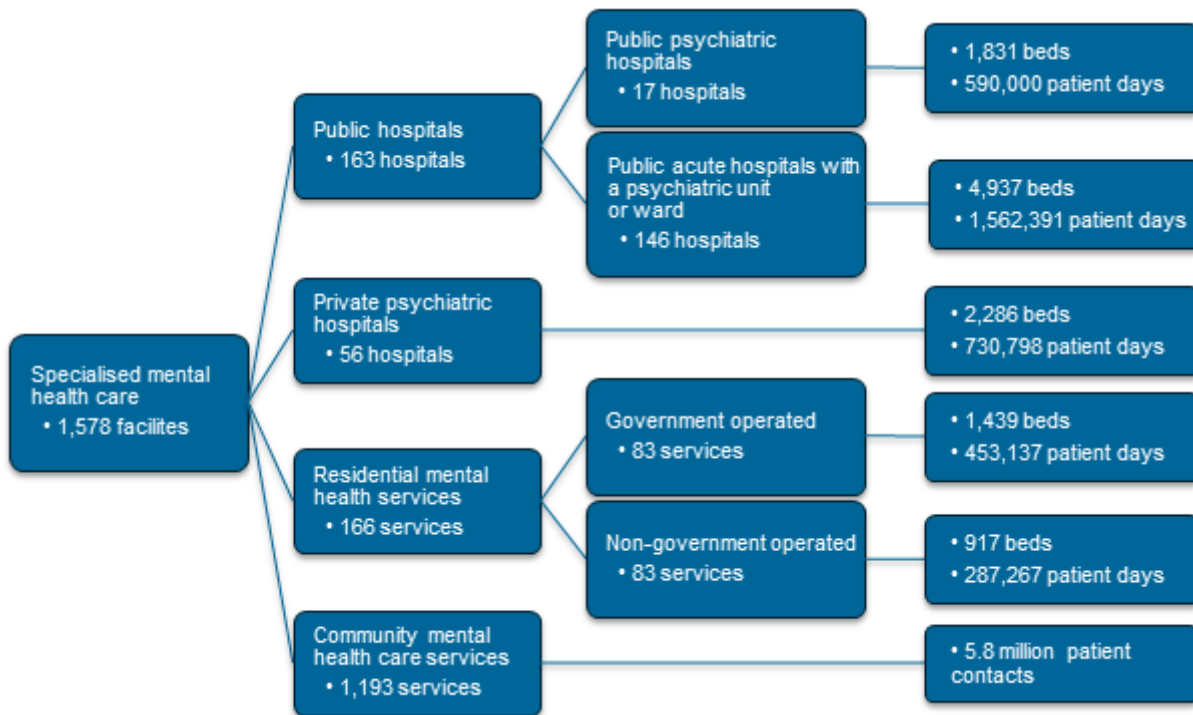 Specialised mental
health care
• 1,578 facilites
Public hospitals
• 163 hospitals
Public psychiatric
hospitals
• 17 hospitals
• 1,831 beds
• 590,000 patient days
Public acute hospitals with
a psychiatric unit
or ward
• 146 hospitals
• 4,937 beds
• 1,562,391 patient days
Private psychiatric
hospitals
• 56 hospitals
• 2,286 beds
• 730,798 patient days
Residential mental
health services
• 166 services
Government operated
• 83 services
• 1,439 beds
• 453,137 patient days
Non-government operated
• 83 services
• 917 beds
• 287,267 patient days
Community mental
health care services
• 1,193 services
• 5.8 million patient
contacts